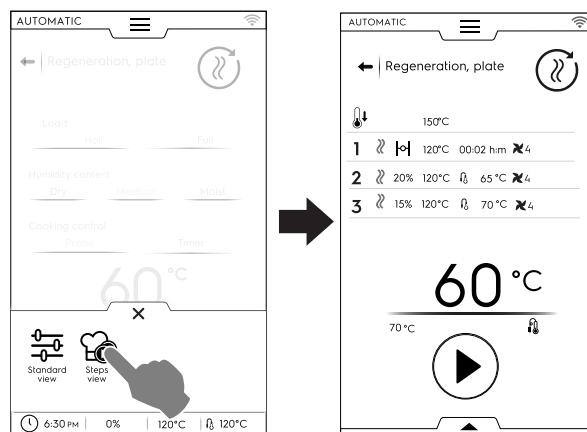 AUTOMATIC
Regeneration, plate
Load
Half Full
Humidity content
Dry Medium Moist
Cooking control
Probe Timer
60 °C
Standard view
Steps view
6:30 PM 0% 120°C 120°C
AUTOMATIC
Regeneration, plate
150°C
1 120°C 00:02 h:m 4
2 20% 120°C 65 °C 4
3 15% 120°C 70 °C 4
60 °C
70 °C